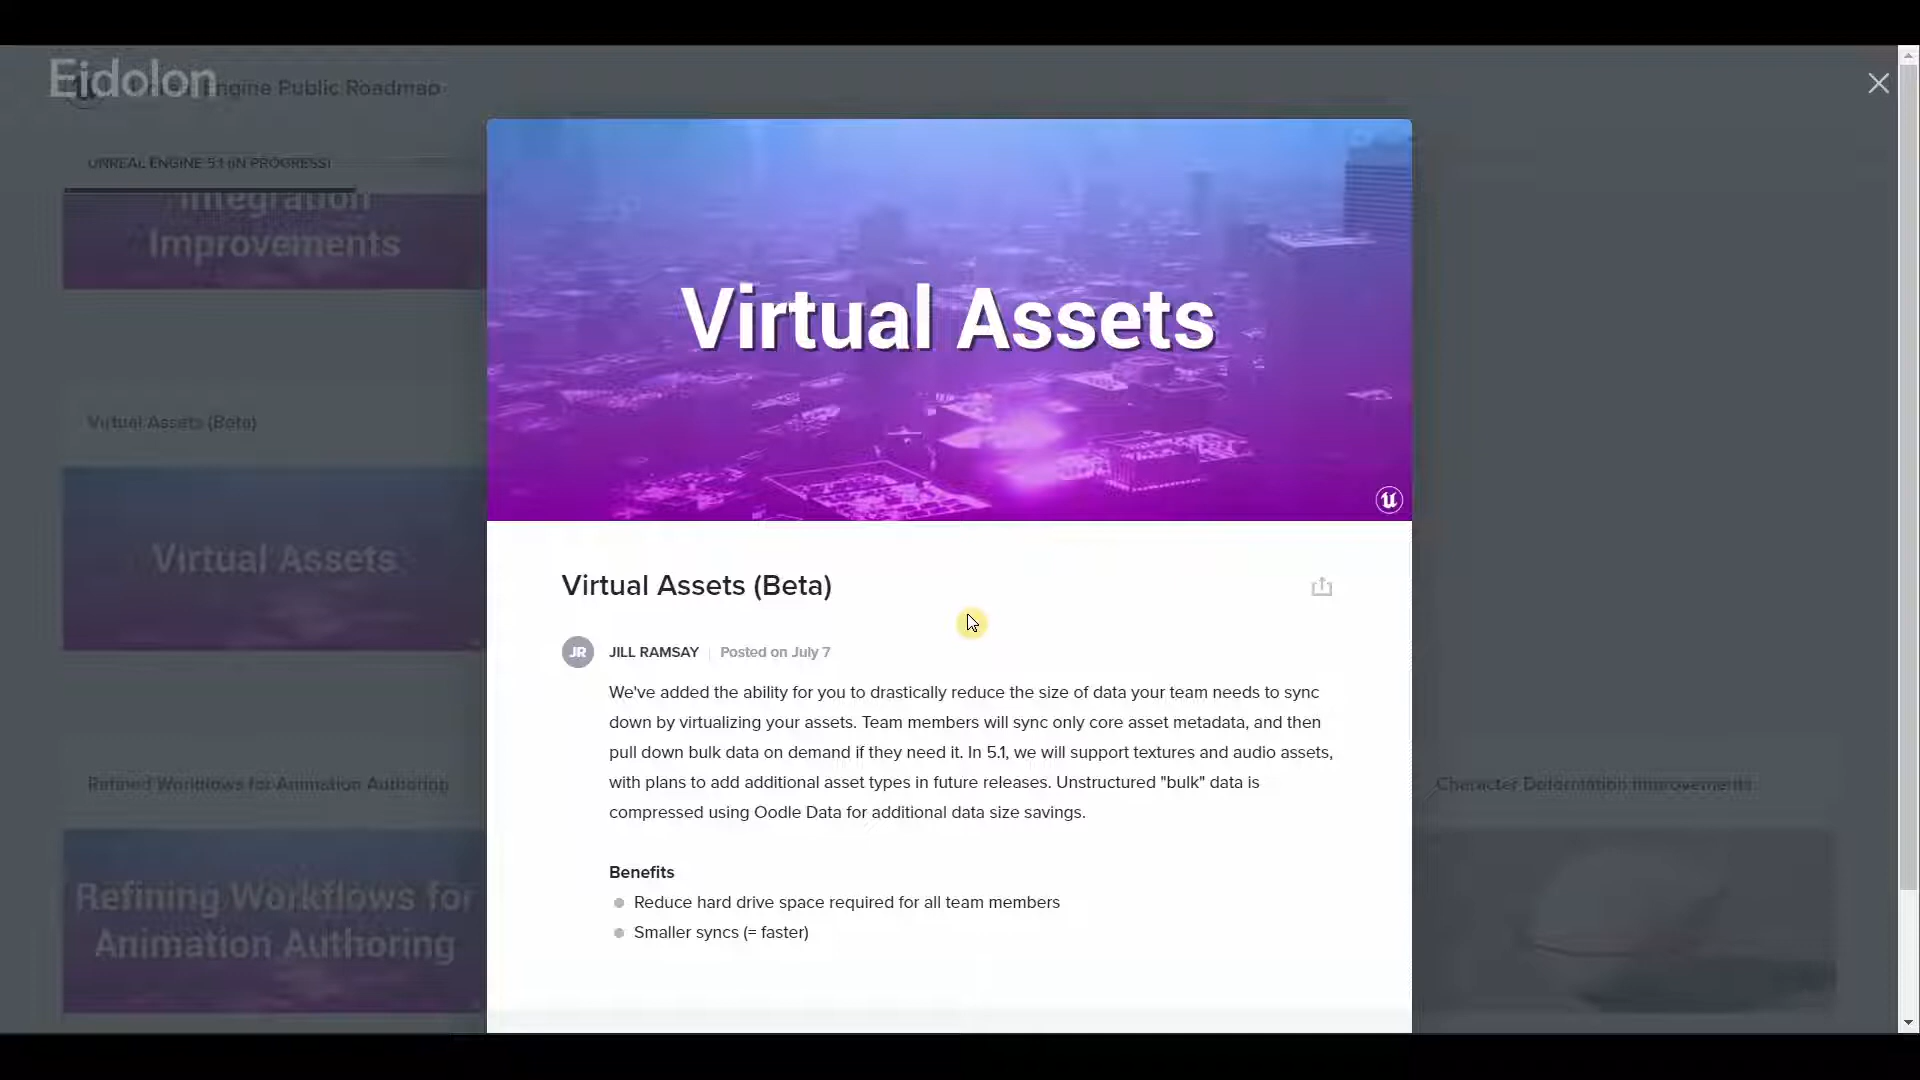 Eidolon
Engine Public Roadmap
UNREAL ENGINE 5.1 (IN PROGRESS)
Integration
Improvements
Virtual Assets (Beta)
Virtual Assets
Refined Workflows for Animation Authoring
Refining Workflows for
Animation Authoring
Virtual Assets
Virtual Assets (Beta)
JR
JILL RAMSAY
Posted on July 7
We've added the ability for you to drastically reduce the size of data your team needs to sync
down by virtualizing your assets. Team members will sync only core asset metadata, and then
pull down bulk data on demand if they need it. In 5.1, we will support textures and audio assets,
with plans to add additional asset types in future releases. Unstructured "bulk" data is
compressed using Oodle Data for additional data size savings.
Benefits
Reduce hard drive space required for all team members
Smaller syncs (= faster)
Character Deformation Improvements